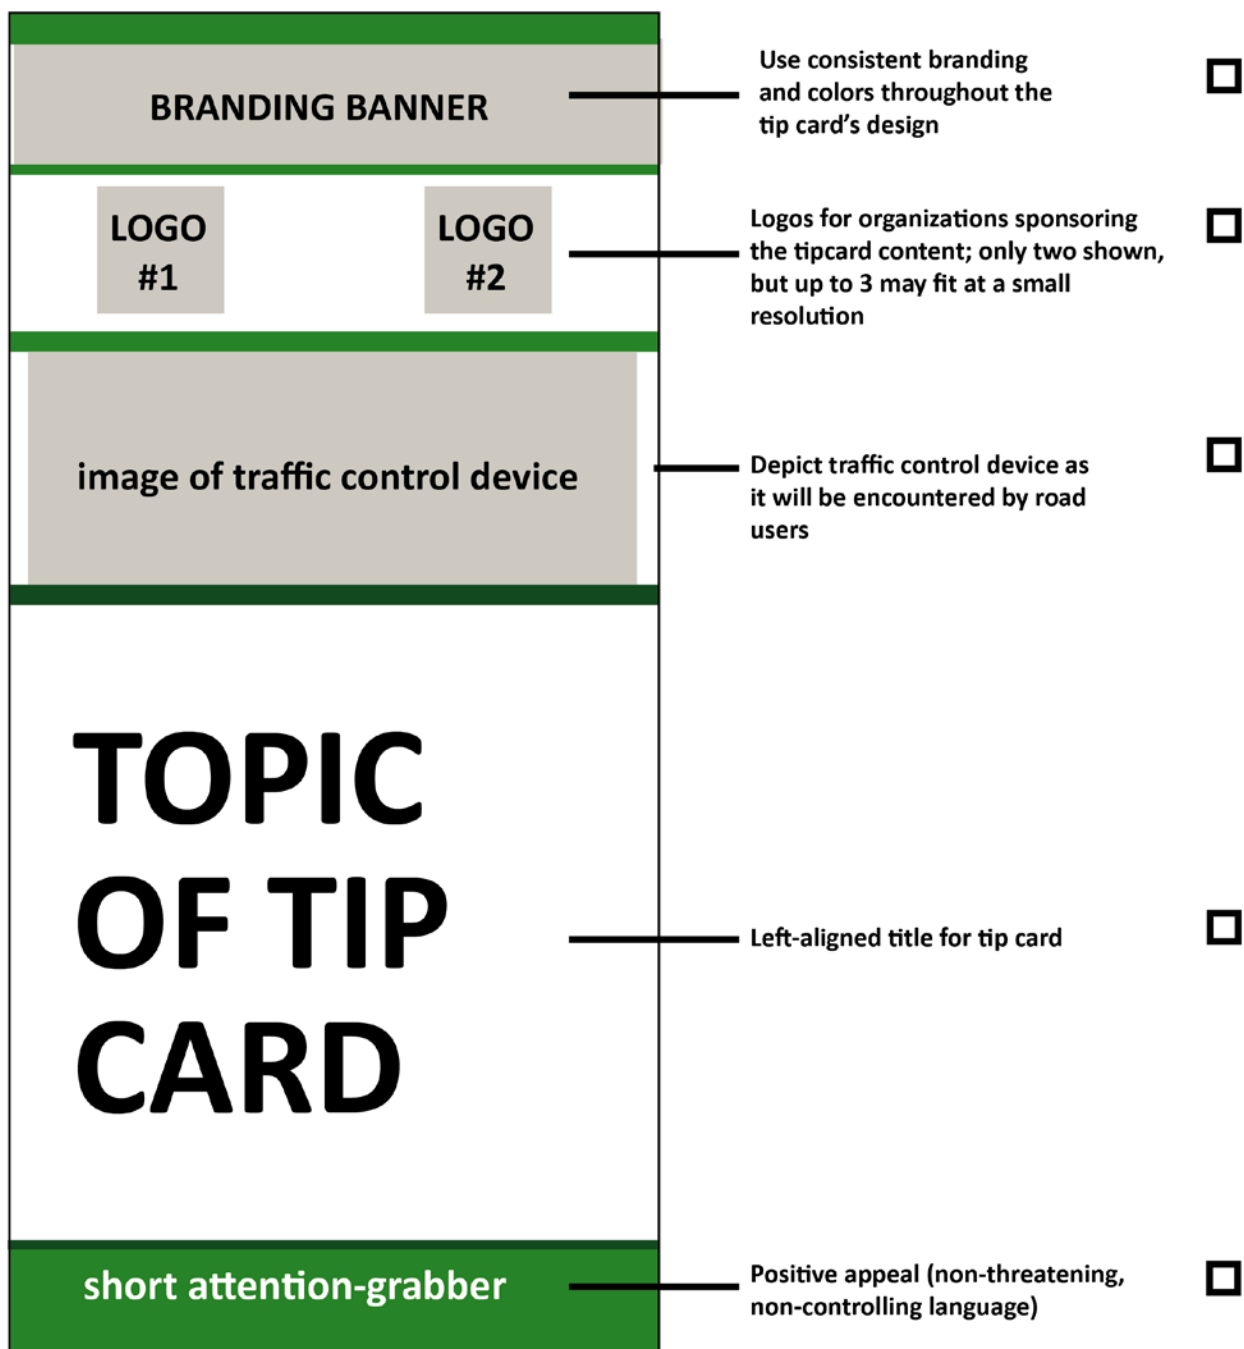 BRANDING BANNER
Use consistent branding
and colors throughout the
tip card's design
LOGO
#1
LOGO
#2
Logos for organizations sponsoring
the tipcard content; only two shown,
but up to 3 may fit at a small
resolution
image of traffic control device
Depict traffic control device as
it will be encountered by road
users
TOPIC
OF TIP
CARD
Left-aligned title for tip card
short attention-grabber
Positive appeal (non-threatening,
non-controlling language)